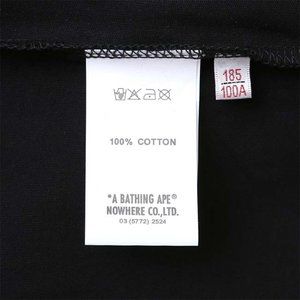 185
100A
100% COTTON
"A BATHING APE®
NOWHERE CO.,LTD.
03 (5772) 2524